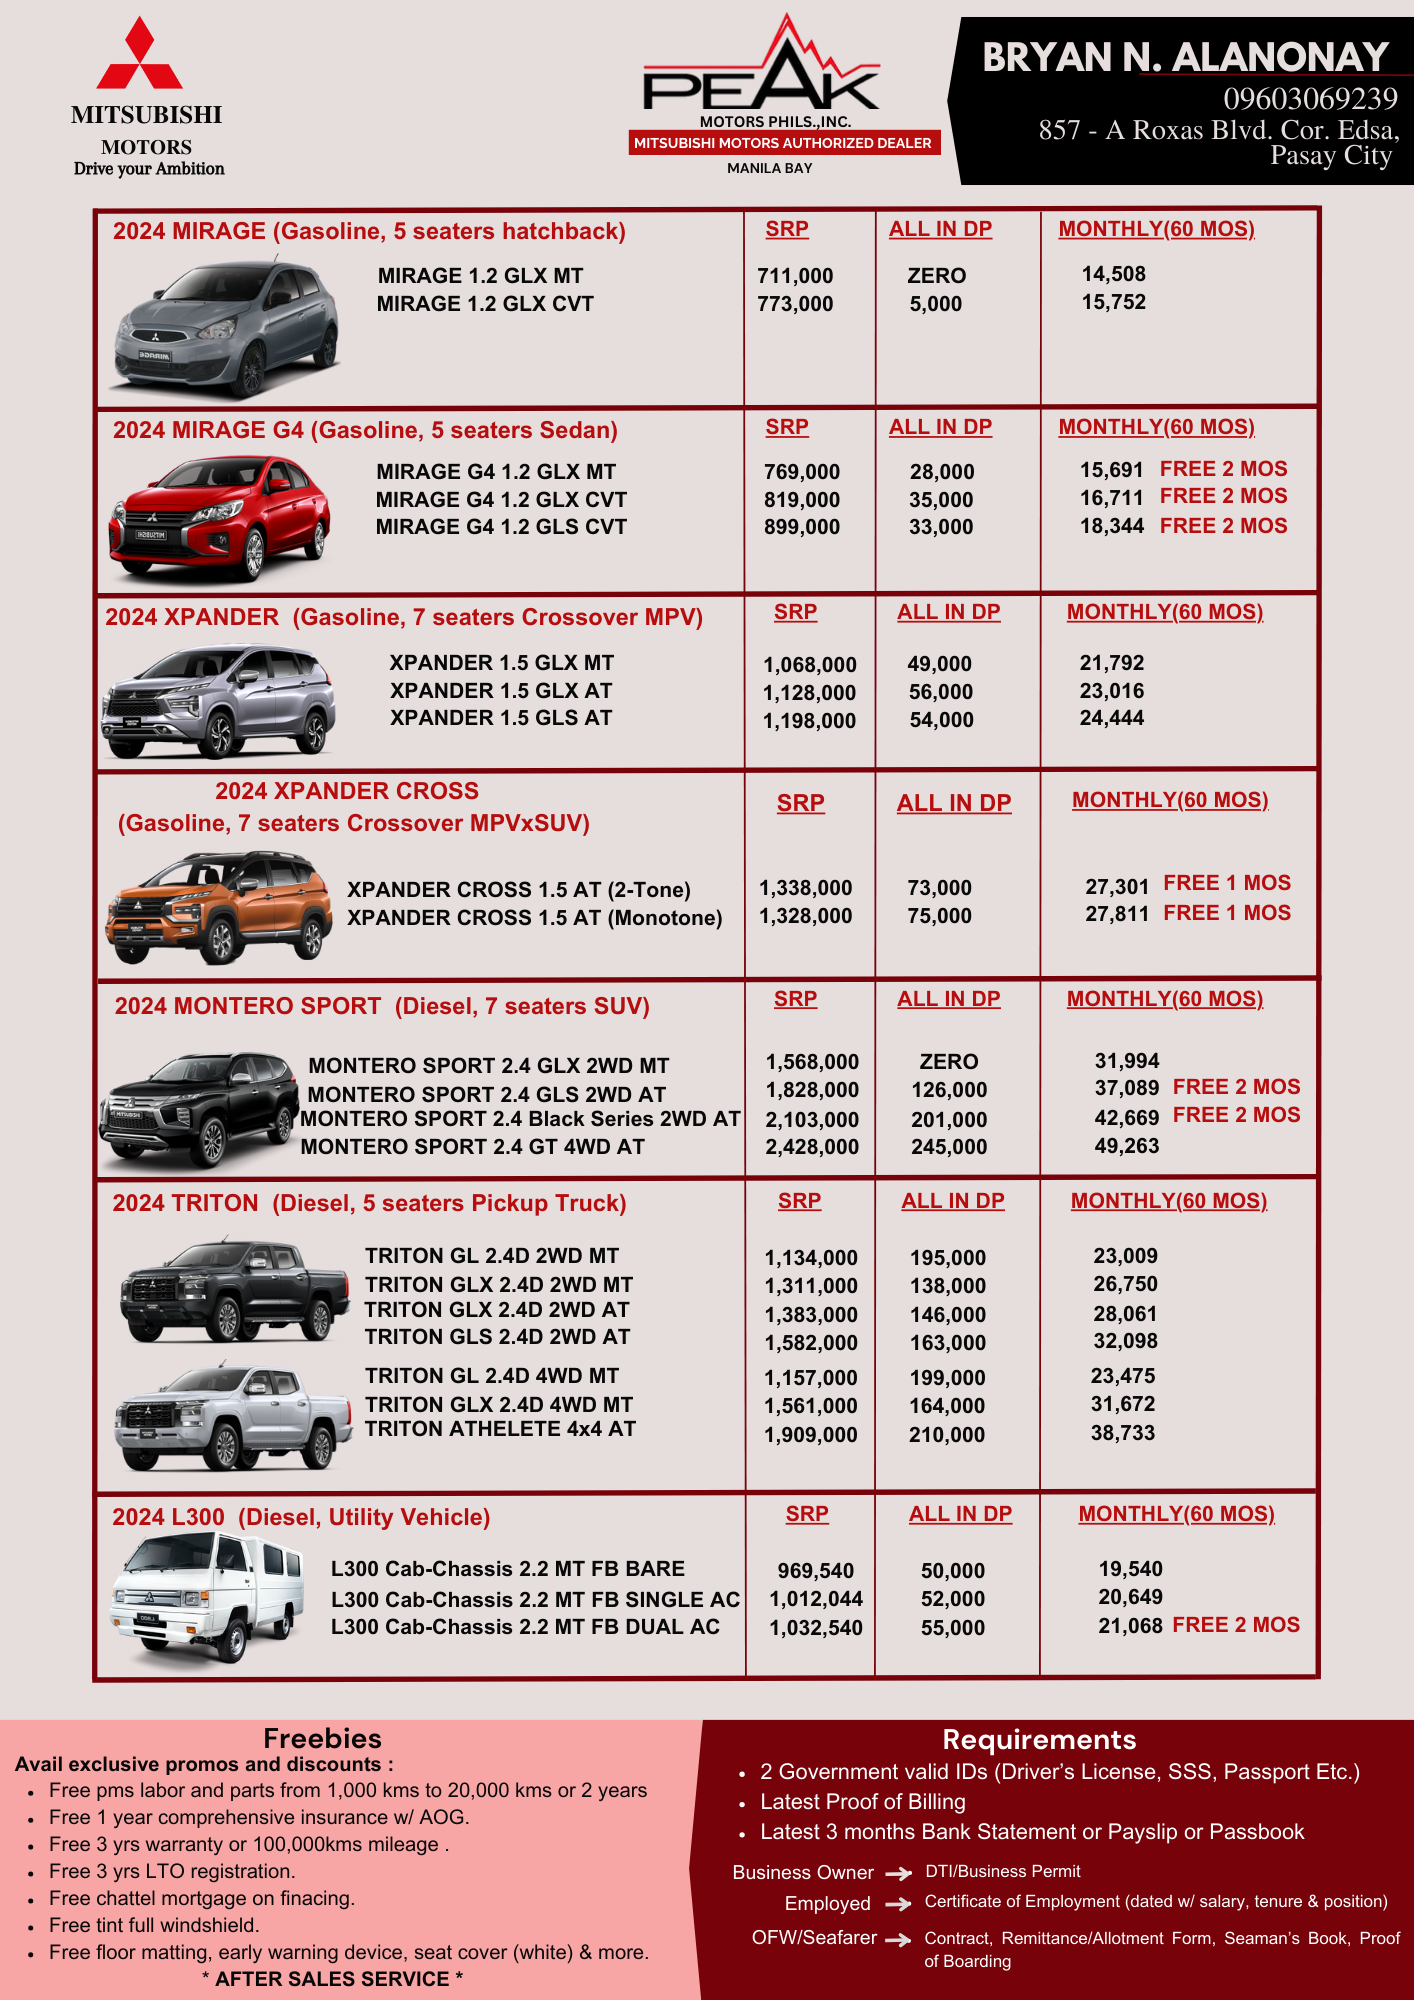 MITSUBISHI
MOTORS
Drive your Ambition
PEAK
MOTORS PHILS.,INC.
MITSUBISHI MOTORS AUTHORIZED DEALER
MANILA BAY
BRYAN N. ALANONAY
09603069239
857 - A Roxas Blvd. Cor. Edsa,
Pasay City
2024 MIRAGE (Gasoline, 5 seaters hatchback) SRP ALL IN DP MONTHLY(60 MOS)
MIRAGE 1.2 GLX MT 711,000 ZERO 14,508
MIRAGE 1.2 GLX CVT 773,000 5,000 15,752
2024 MIRAGE G4 (Gasoline, 5 seaters Sedan) SRP ALL IN DP MONTHLY(60 MOS)
MIRAGE G4 1.2 GLX MT 769,000 28,000 15,691 FREE 2 MOS
MIRAGE G4 1.2 GLX CVT 819,000 35,000 16,711 FREE 2 MOS
MIRAGE G4 1.2 GLS CVT 899,000 33,000 18,344 FREE 2 MOS
2024 XPANDER (Gasoline, 7 seaters Crossover MPV) SRP ALL IN DP MONTHLY(60 MOS)
XPANDER 1.5 GLX MT 1,068,000 49,000 21,792
XPANDER 1.5 GLX AT 1,128,000 56,000 23,016
XPANDER 1.5 GLS AT 1,198,000 54,000 24,444
2024 XPANDER CROSS
(Gasoline, 7 seaters Crossover MPVxSUV) SRP ALL IN DP MONTHLY(60 MOS)
XPANDER CROSS 1.5 AT (2-Tone) 1,338,000 73,000 27,301 FREE 1 MOS
XPANDER CROSS 1.5 AT (Monotone) 1,328,000 75,000 27,811 FREE 1 MOS
2024 MONTERO SPORT (Diesel, 7 seaters SUV) SRP ALL IN DP MONTHLY(60 MOS)
MONTERO SPORT 2.4 GLX 2WD MT 1,568,000 ZERO 31,994
MONTERO SPORT 2.4 GLS 2WD AT 1,828,000 126,000 37,089 FREE 2 MOS
MONTERO SPORT 2.4 Black Series 2WD AT 2,103,000 201,000 42,669 FREE 2 MOS
MONTERO SPORT 2.4 GT 4WD AT 2,428,000 245,000 49,263
2024 TRITON (Diesel, 5 seaters Pickup Truck) SRP ALL IN DP MONTHLY(60 MOS)
TRITON GL 2.4D 2WD MT 1,134,000 195,000 23,009
TRITON GLX 2.4D 2WD MT 1,311,000 138,000 26,750
TRITON GLX 2.4D 2WD AT 1,383,000 146,000 28,061
TRITON GLS 2.4D 2WD AT 1,582,000 163,000 32,098
TRITON GL 2.4D 4WD MT 1,157,000 199,000 23,475
TRITON GLX 2.4D 4WD MT 1,561,000 164,000 31,672
TRITON ATHELETE 4x4 AT 1,909,000 210,000 38,733
2024 L300 (Diesel, Utility Vehicle) SRP ALL IN DP MONTHLY(60 MOS)
L300 Cab-Chassis 2.2 MT FB BARE 969,540 50,000 19,540
L300 Cab-Chassis 2.2 MT FB SINGLE AC 1,012,044 52,000 20,649
L300 Cab-Chassis 2.2 MT FB DUAL AC 1,032,540 55,000 21,068 FREE 2 MOS
Freebies
Avail exclusive promos and discounts :
• Free pms labor and parts from 1,000 kms to 20,000 kms or 2 years
• Free 1 year comprehensive insurance w/ AOG.
• Free 3 yrs warranty or 100,000kms mileage .
• Free 3 yrs LTO registration.
• Free chattel mortgage on finacing.
• Free tint full windshield.
• Free floor matting, early warning device, seat cover (white) & more.
* AFTER SALES SERVICE *
Requirements
• 2 Government valid IDs (Driver’s License, SSS, Passport Etc.)
• Latest Proof of Billing
• Latest 3 months Bank Statement or Payslip or Passbook
Business Owner → DTI/Business Permit
Employed → Certificate of Employment (dated w/ salary, tenure & position)
OFW/Seafarer → Contract, Remittance/Allotment Form, Seaman’s Book, Proof
of Boarding